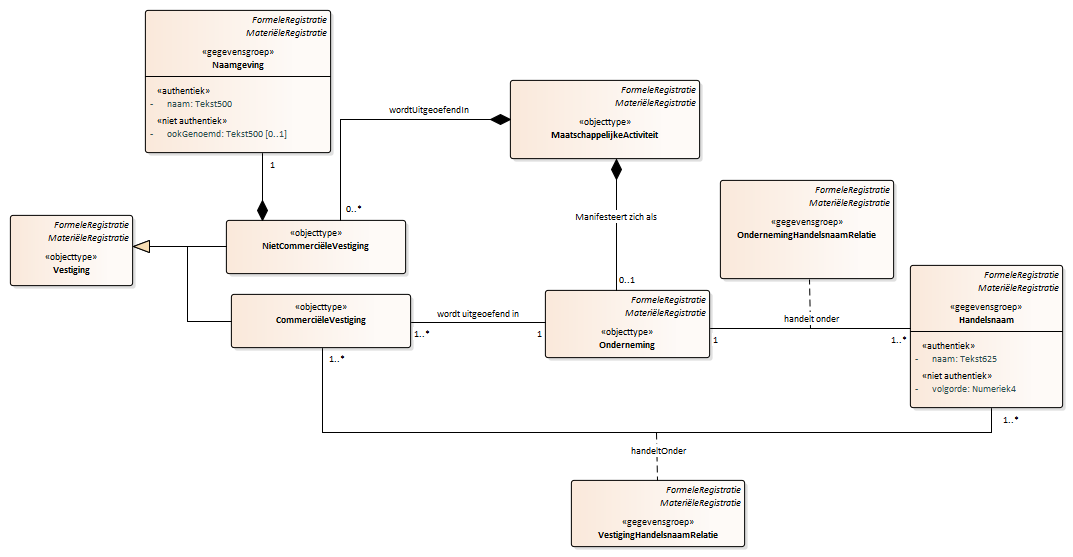 FormeleRegistratie
MateriëleRegistratie
«gegevensgroep»
Naamgeving
«authentiek»
- naam: Tekst500
«niet authentiek»
- ookGenoemd: Tekst500 [0..1]
1
wordtUitgeoefendIn
0..*
FormeleRegistratie
MateriëleRegistratie
«objecttype»
MaatschappelijkeActiviteit
Manifesteert zich als
0..1
FormeleRegistratie
MateriëleRegistratie
«gegevensgroep»
OndernemingHandelsnaamRelatie
FormeleRegistratie
MateriëleRegistratie
«objecttype»
Vestiging
«objecttype»
NietCommerciëleVestiging
«objecttype»
CommerciëleVestiging
wordt uitgeoefend in
1..*
1
1..*
FormeleRegistratie
MateriëleRegistratie
«objecttype»
Onderneming
handelt onder
1
1..*
FormeleRegistratie
MateriëleRegistratie
«gegevensgroep»
Handelsnaam
«authentiek»
- naam: Tekst625
«niet authentiek»
- volgorde: Numeriek4
1..*
handeltOnder
FormeleRegistratie
MateriëleRegistratie
«gegevensgroep»
VestigingHandelsnaamRelatie